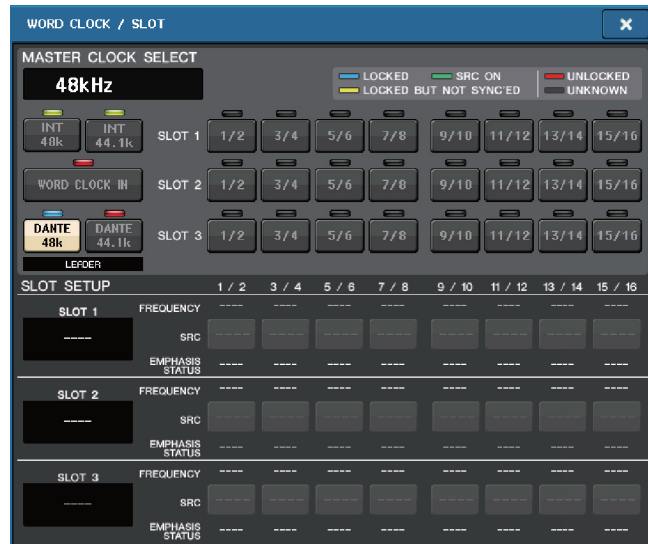 WORD CLOCK / SLOT
MASTER CLOCK SELECT
48kHz
LOCKED SRC ON UNLOCKED
LOCKED BUT NOT SYNC'ED UNKNOWN
INT 48k INT 44.1k SLOT 1 1/2 3/4 5/6 7/8 9/10 11/12 13/14 15/16
WORD CLOCK IN SLOT 2 1/2 3/4 5/6 7/8 9/10 11/12 13/14 15/16
DANTE 48k DANTE 44.1k SLOT 3 1/2 3/4 5/6 7/8 9/10 11/12 13/14 15/16
LEADER
SLOT SETUP 1 / 2 3 / 4 5 / 6 7 / 8 9 / 10 11 / 12 13 / 14 15 / 16
SLOT 1 FREQUENCY ---- ---- ---- ---- ---- ---- ---- ----
---- SRC ---- ---- ---- ---- ---- ---- ---- ----
EMPHASIS STATUS ---- ---- ---- ---- ---- ---- ---- ----
SLOT 2 FREQUENCY ---- ---- ---- ---- ---- ---- ---- ----
---- SRC ---- ---- ---- ---- ---- ---- ---- ----
EMPHASIS STATUS ---- ---- ---- ---- ---- ---- ---- ----
SLOT 3 FREQUENCY ---- ---- ---- ---- ---- ---- ---- ----
---- SRC ---- ---- ---- ---- ---- ---- ---- ----
EMPHASIS STATUS ---- ---- ---- ---- ---- ---- ---- ----